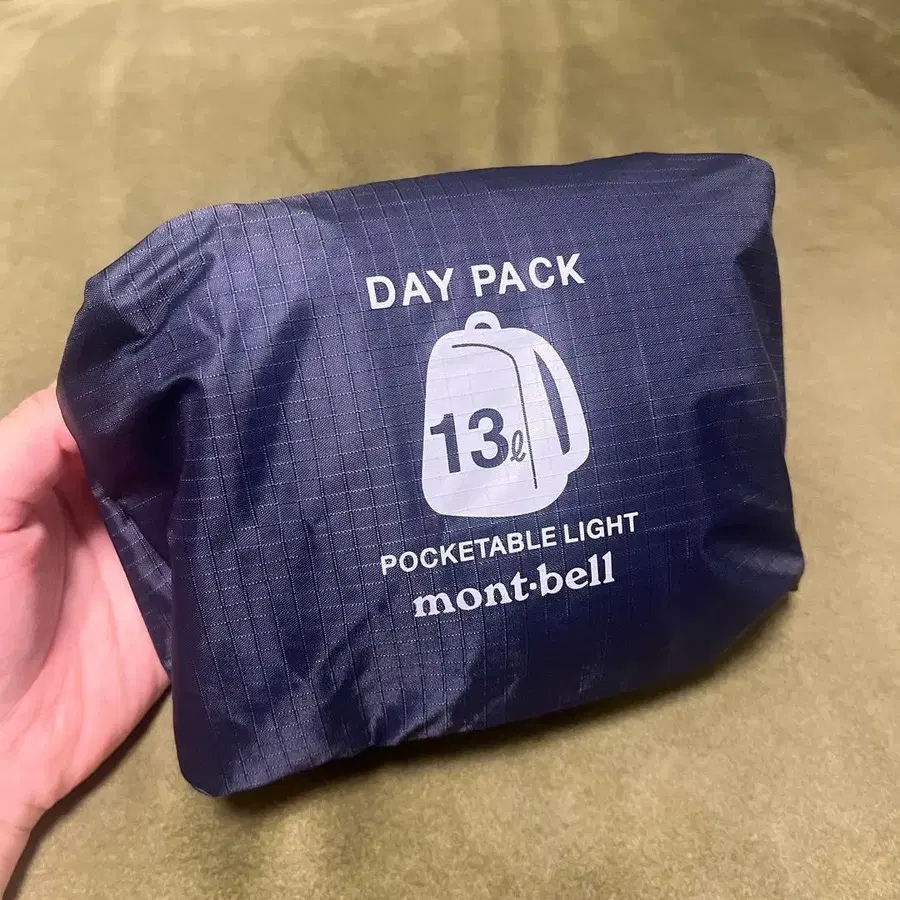 DAY PACK
13ℓ
POCKETABLE LIGHT
mont·bell